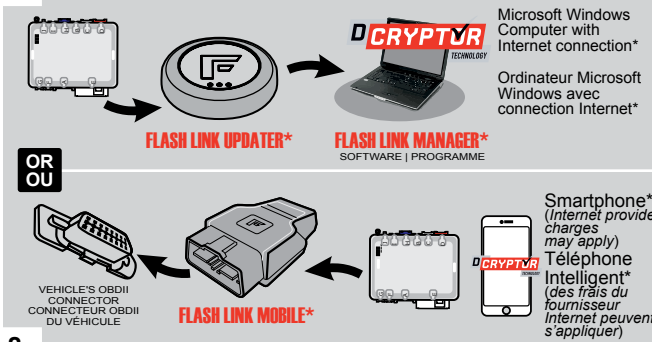 DCRYPTOR
TECHNOLOGY
Microsoft Windows
Computer with
Internet connection*
Ordinateur Microsoft
Windows avec
connection Internet*
FLASH LINK UPDATER*
FLASH LINK MANAGER*
SOFTWARE | PROGRAMME
OR
OU
VEHICLE'S OBDII
CONNECTOR
CONNECTEUR OBDII
DU VÉHICULE
FLASH LINK MOBILE*
DCRYPTOR
TECHNOLOGY
Smartphone*
(Internet provide
charges
may apply)
Téléphone
Intelligent*
(des frais du
fournisseur
Internet peuvent
s'appliquer)